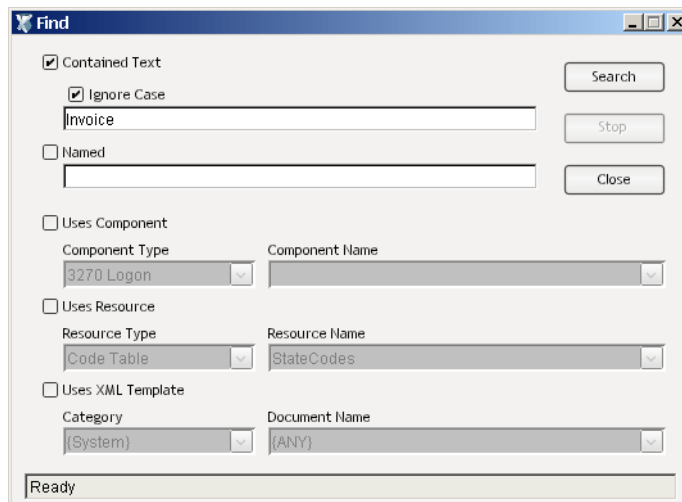 Find
Contained Text
Ignore Case
Invoice
Search
Stop
Named
Close
Uses Component
Component Type Component Name
3270 Logon
Uses Resource
Resource Type Resource Name
Code Table StateCodes
Uses XML Template
Category Document Name
{System} {ANY}
Ready